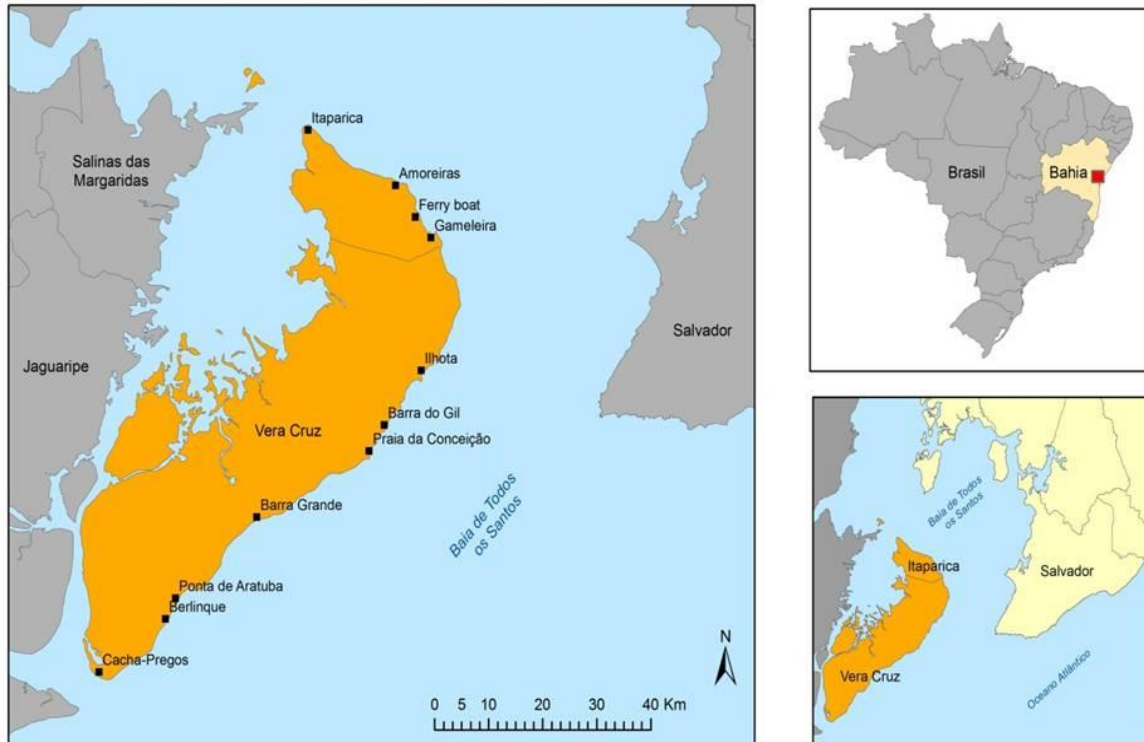 Itaparica
Salinas das
Margaridas
Amoreiras
Ferry boat
Gameleira
Salvador
Jaguaripe
Ilhota
Barra do Gil
Vera Cruz
Praia da Conceição
Barra Grande
Baia de Todos
os Santos
Ponta de Aratuba
Berlinque
Cacha-Pregos
N
0 5 10 20 30 40 Km
Brasil
Bahia
Baia de Todos
os Santos
Itaparica
Salvador
Vera Cruz
Oceano Atlântico